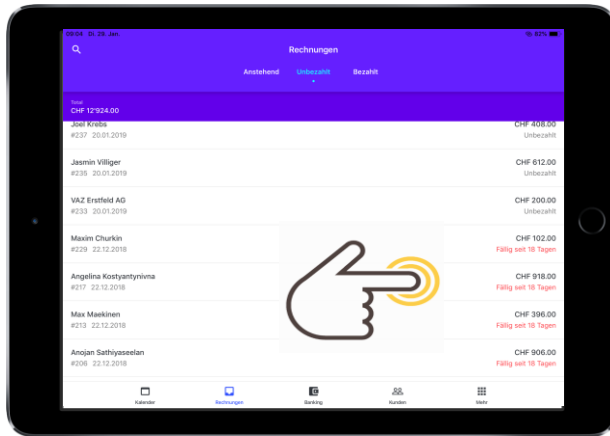 09:04 Di. 29. Jan.
82%
Rechnungen
Anstehend Unbezahlt Bezahlt
Total
CHF 12'924.00
Joel Krebs CHF 408.00
#237 20.01.2019 Unbezahlt
Jasmin Villiger CHF 612.00
#235 20.01.2019 Unbezahlt
VAZ Erstfeld AG CHF 200.00
#233 20.01.2019 Unbezahlt
Maxim Churkin CHF 102.00
#229 22.12.2018 Fällig seit 18 Tagen
Angelina Kostyantynivna CHF 918.00
#217 22.12.2018 Fällig seit 18 Tagen
Max Maekinen CHF 396.00
#213 22.12.2018 Fällig seit 18 Tagen
Anojan Sathiyaseelan CHF 906.00
#206 22.12.2018 Fällig seit 18 Tagen
Kalender Rechnungen Banking Kunden Mehr